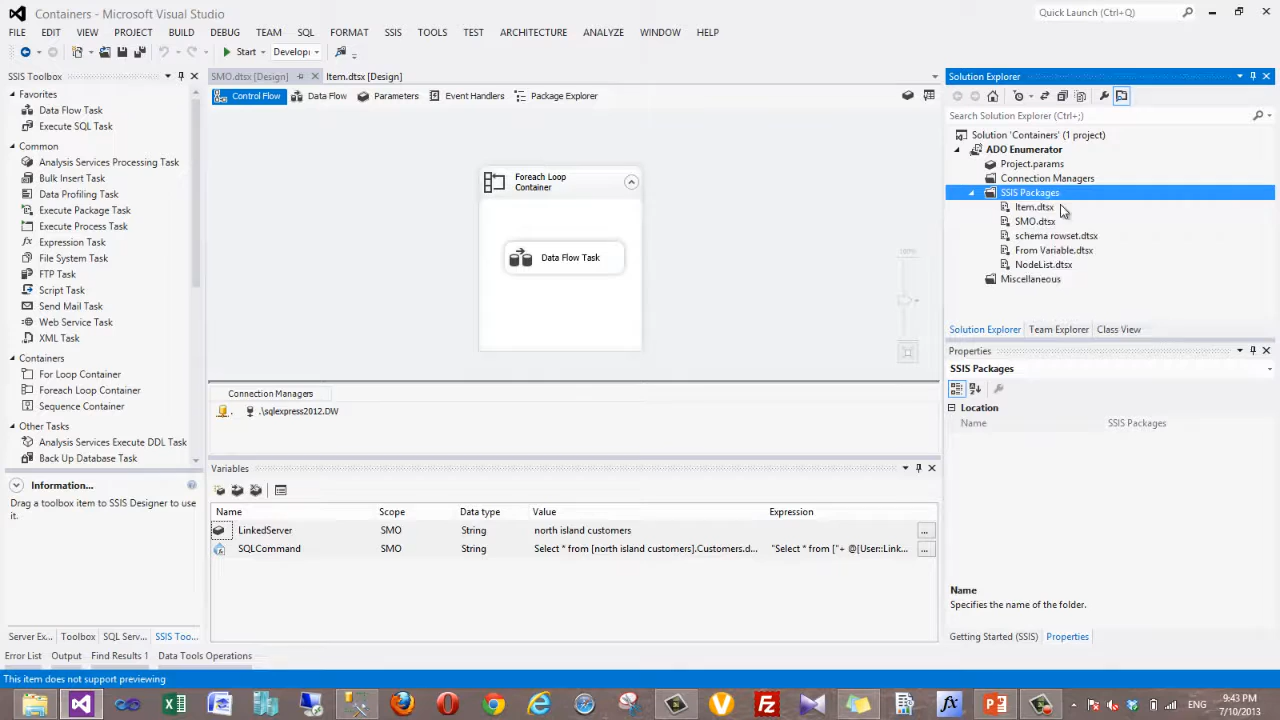 Containers - Microsoft Visual Studio
Quick Launch (Ctrl+Q)
FILE EDIT VIEW PROJECT BUILD DEBUG TEAM SQL FORMAT SSIS TOOLS TEST ARCHITECTURE ANALYZE WINDOW HELP
Start Develop
SSIS Toolbox
Favorites
Data Flow Task
Execute SQL Task
Common
Analysis Services Processing Task
Bulk Insert Task
Data Profiling Task
Execute Package Task
Execute Process Task
Expression Task
File System Task
FTP Task
Script Task
Send Mail Task
Web Service Task
XML Task
Containers
For Loop Container
Foreach Loop Container
Sequence Container
Other Tasks
Analysis Services Execute DDL Task
Back Up Database Task
Information...
Drag a toolbox item to SSIS Designer to use
it.
Server Ex... Toolbox SQL Serv... SSIS Too...
SMO.dtsx [Design] Item.dtsx [Design]
Control Flow Data Flow Parameters Event Handlers Package Explorer
Foreach Loop
Container
Data Flow Task
100%
Connection Managers
.\sqlexpress2012.DW
Variables
Name Scope Data type Value Expression
LinkedServer SMO String north island customers ...
SQLCommand SMO String Select * from [north island customers].Customers.d... "Select * from ["+ @[User::Link... ...
Solution Explorer
Search Solution Explorer (Ctrl+;)
Solution 'Containers' (1 project)
ADO Enumerator
Project.params
Connection Managers
SSIS Packages
Item.dtsx
SMO.dtsx
schema rowset.dtsx
From Variable.dtsx
NodeList.dtsx
Miscellaneous
Solution Explorer Team Explorer Class View
Properties
SSIS Packages
Location
Name SSIS Packages
Name
Specifies the name of the folder.
Getting Started (SSIS) Properties
Error List Output Find Results 1 Data Tools Operations
This item does not support previewing
ENG
9:43 PM
7/10/2013